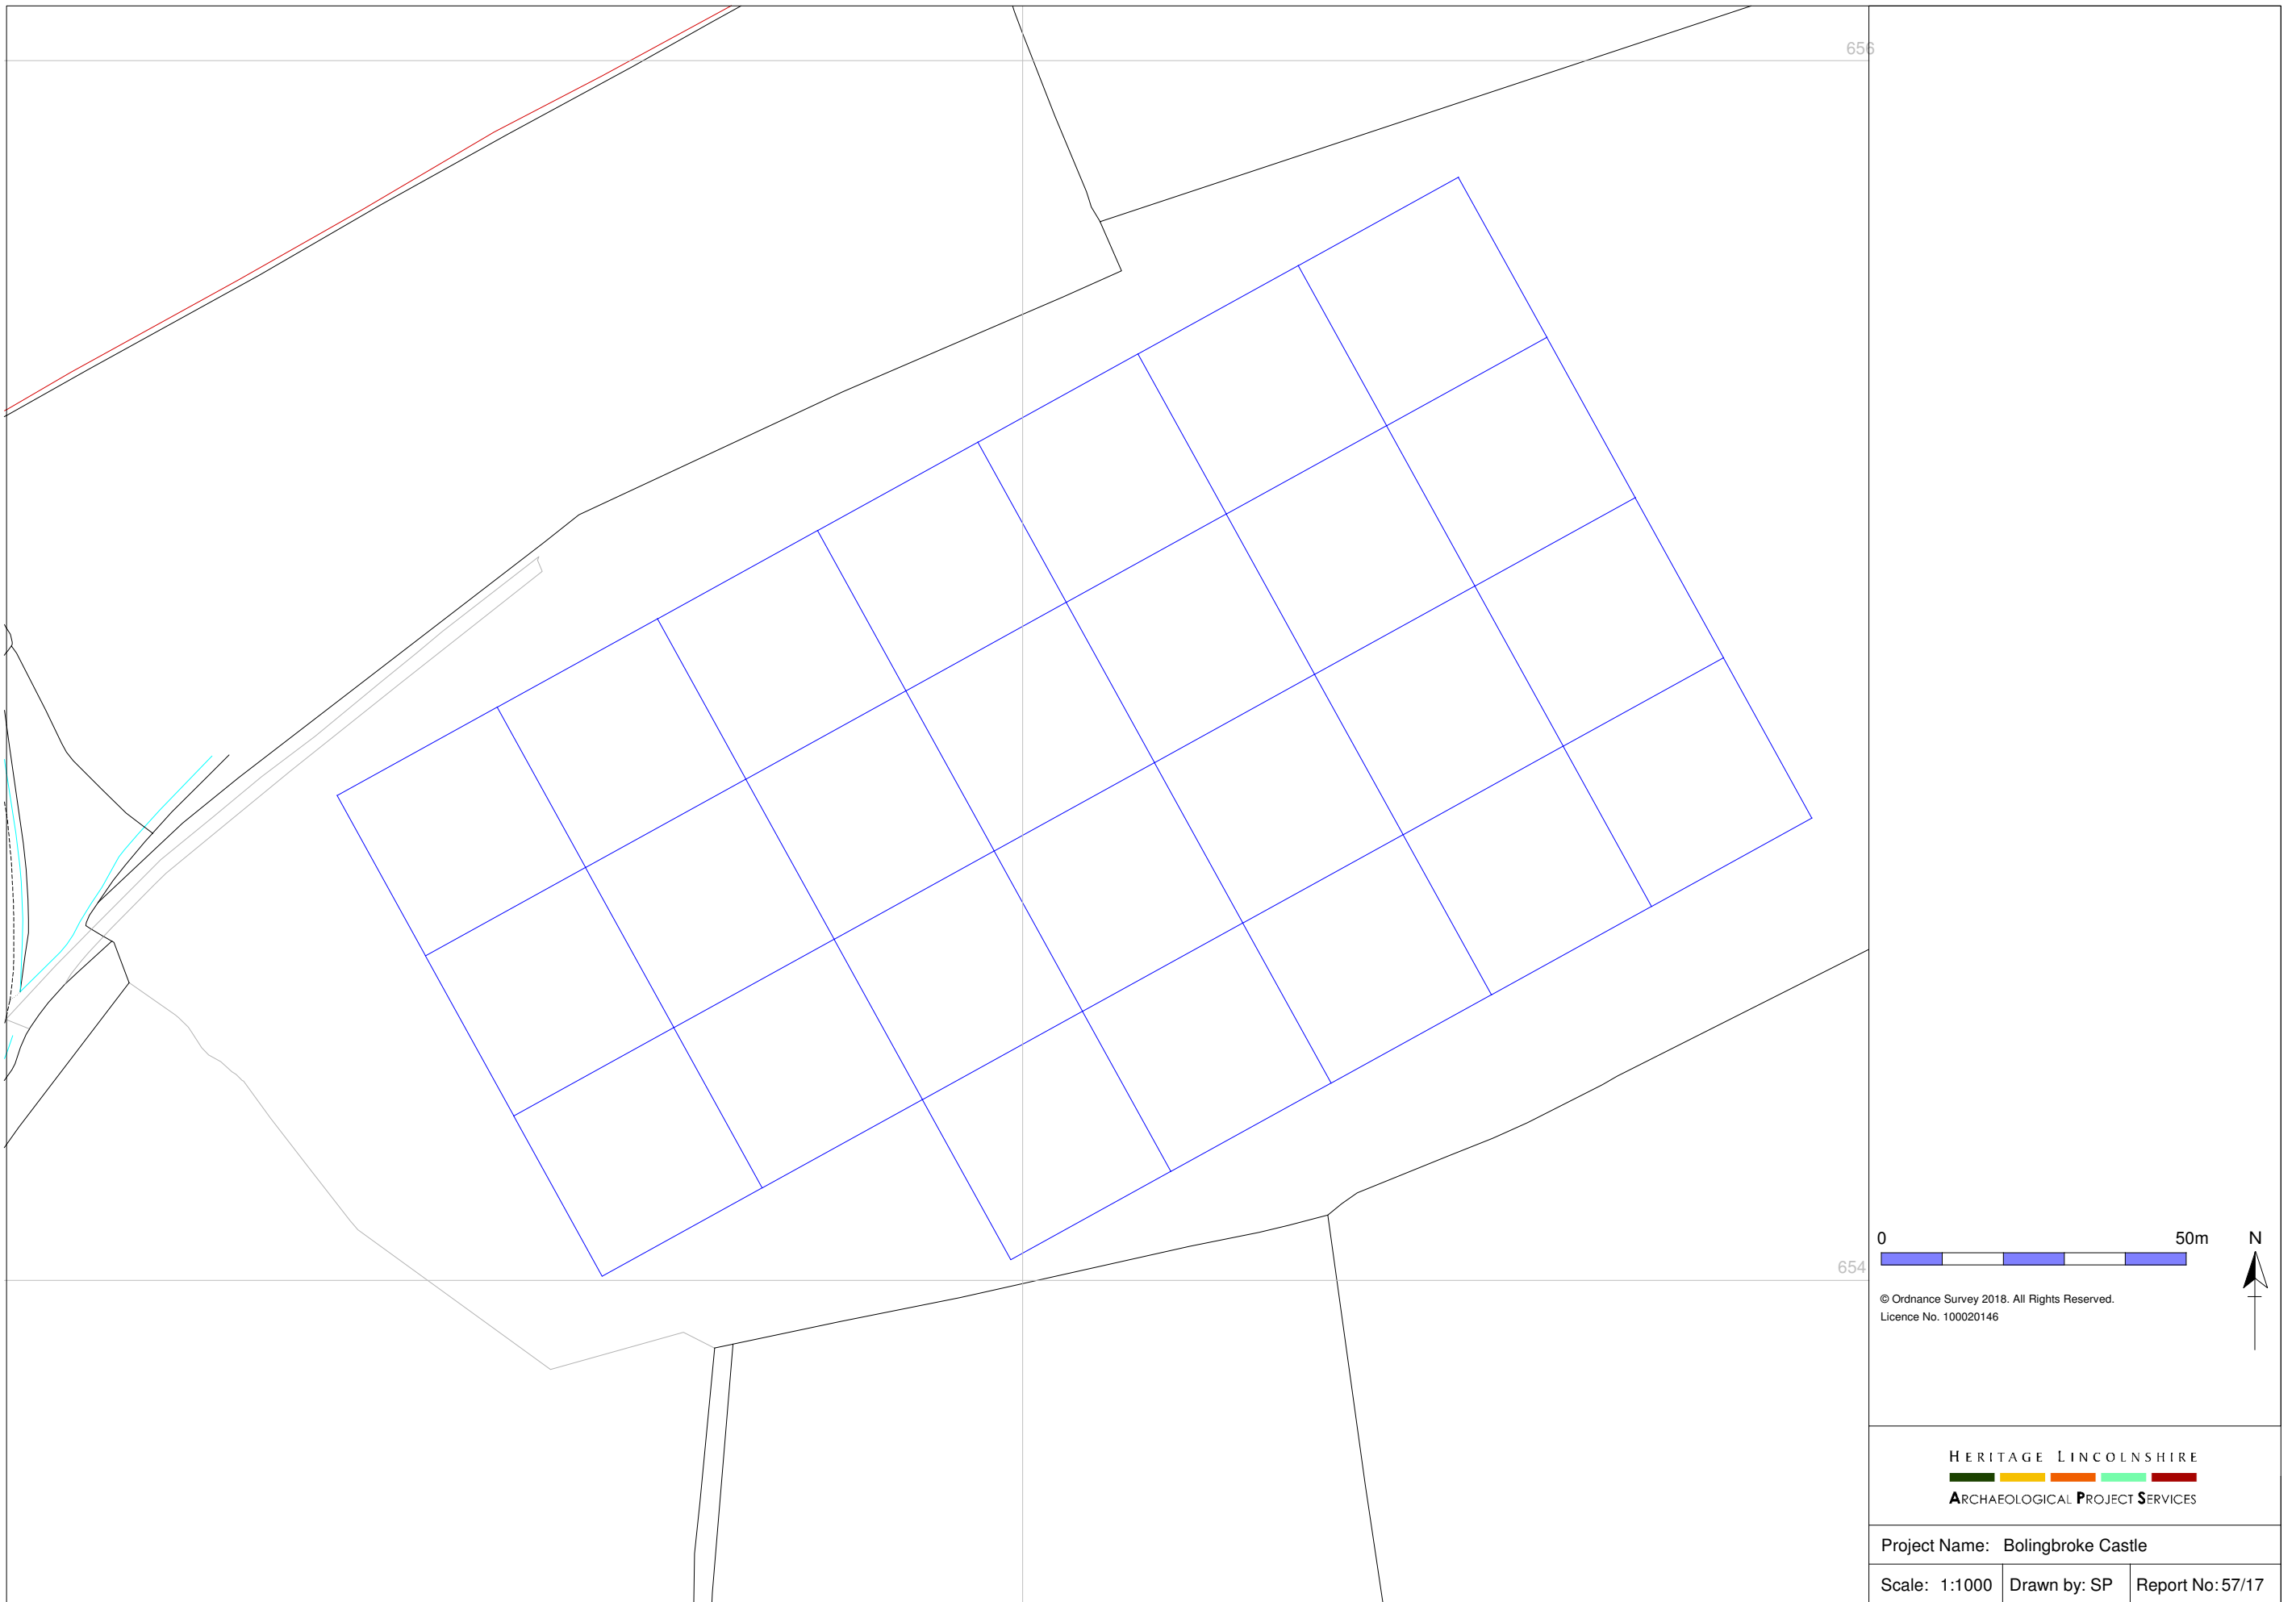 656
654
0 50m N
© Ordnance Survey 2018. All Rights Reserved.
Licence No. 100020146
HERITAGE LINCOLNSHIRE
ARCHAEOLOGICAL PROJECT SERVICES
Project Name: Bolingbroke Castle
Scale: 1:1000 Drawn by: SP Report No: 57/17